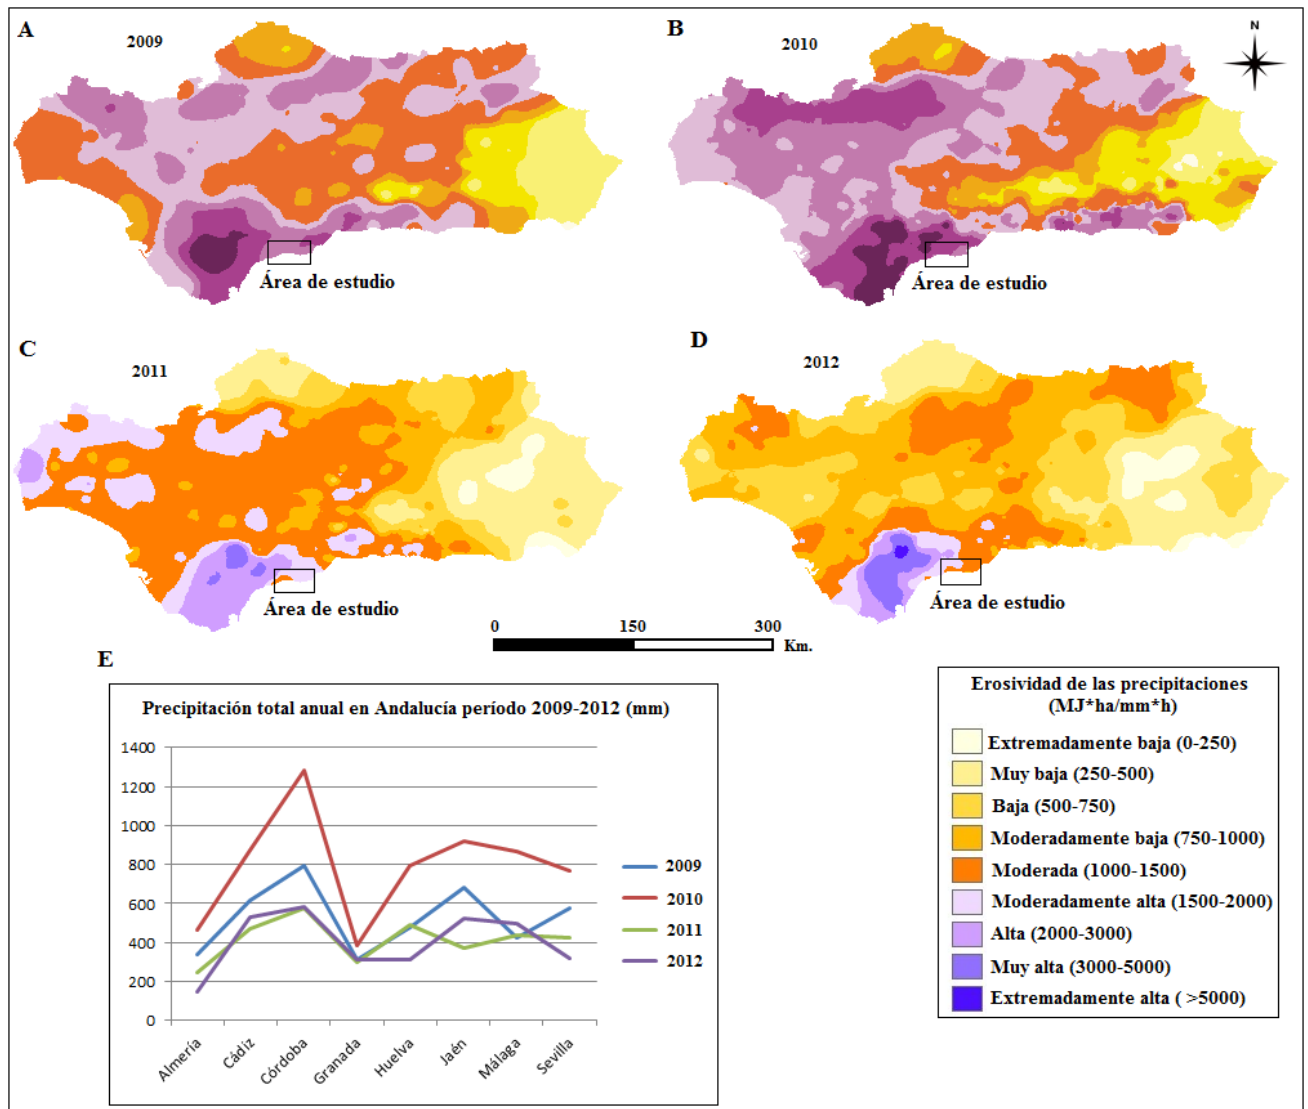 A
2009
B
2010
N
Área de estudio
Área de estudio
C
2011
D
2012
Área de estudio
Área de estudio
0 150 300
Km.
E
Precipitación total anual en Andalucía período 2009-2012 (mm)
1400
1200
1000
800
600
400
200
0
Almería
Cádiz
Córdoba
Granada
Huelva
Jaén
Málaga
Sevilla
2009
2010
2011
2012
Erosividad de las precipitaciones
(MJ*ha/mm*h)
Extremadamente baja (0-250)
Muy baja (250-500)
Baja (500-750)
Moderadamente baja (750-1000)
Moderada (1000-1500)
Moderadamente alta (1500-2000)
Alta (2000-3000)
Muy alta (3000-5000)
Extremadamente alta ( >5000)